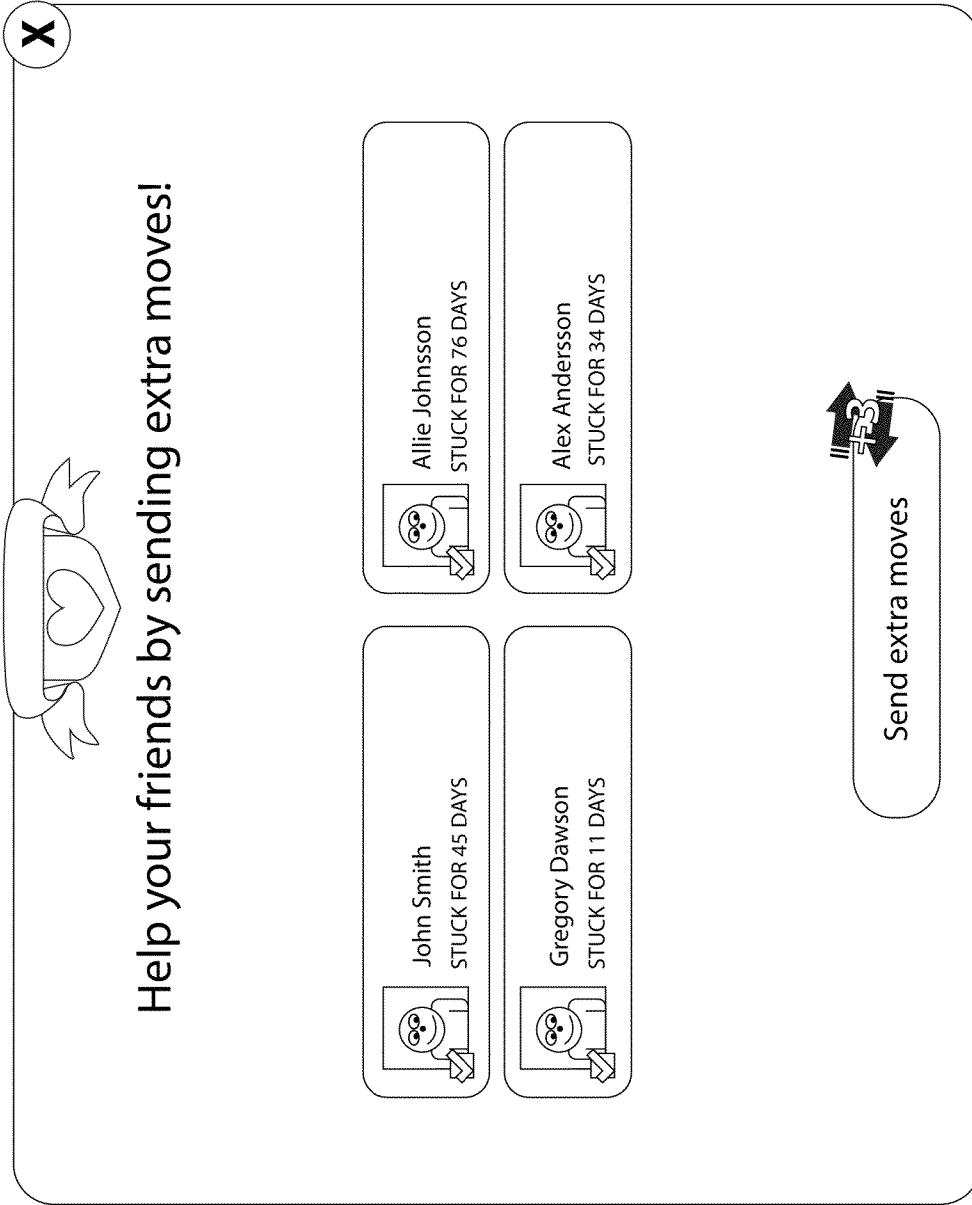 X
Help your friends by sending extra moves!
John Smith
STUCK FOR 45 DAYS
Allie Johnsson
STUCK FOR 76 DAYS
Gregory Dawson
STUCK FOR 11 DAYS
Alex Andersson
STUCK FOR 34 DAYS
Send extra moves
+3